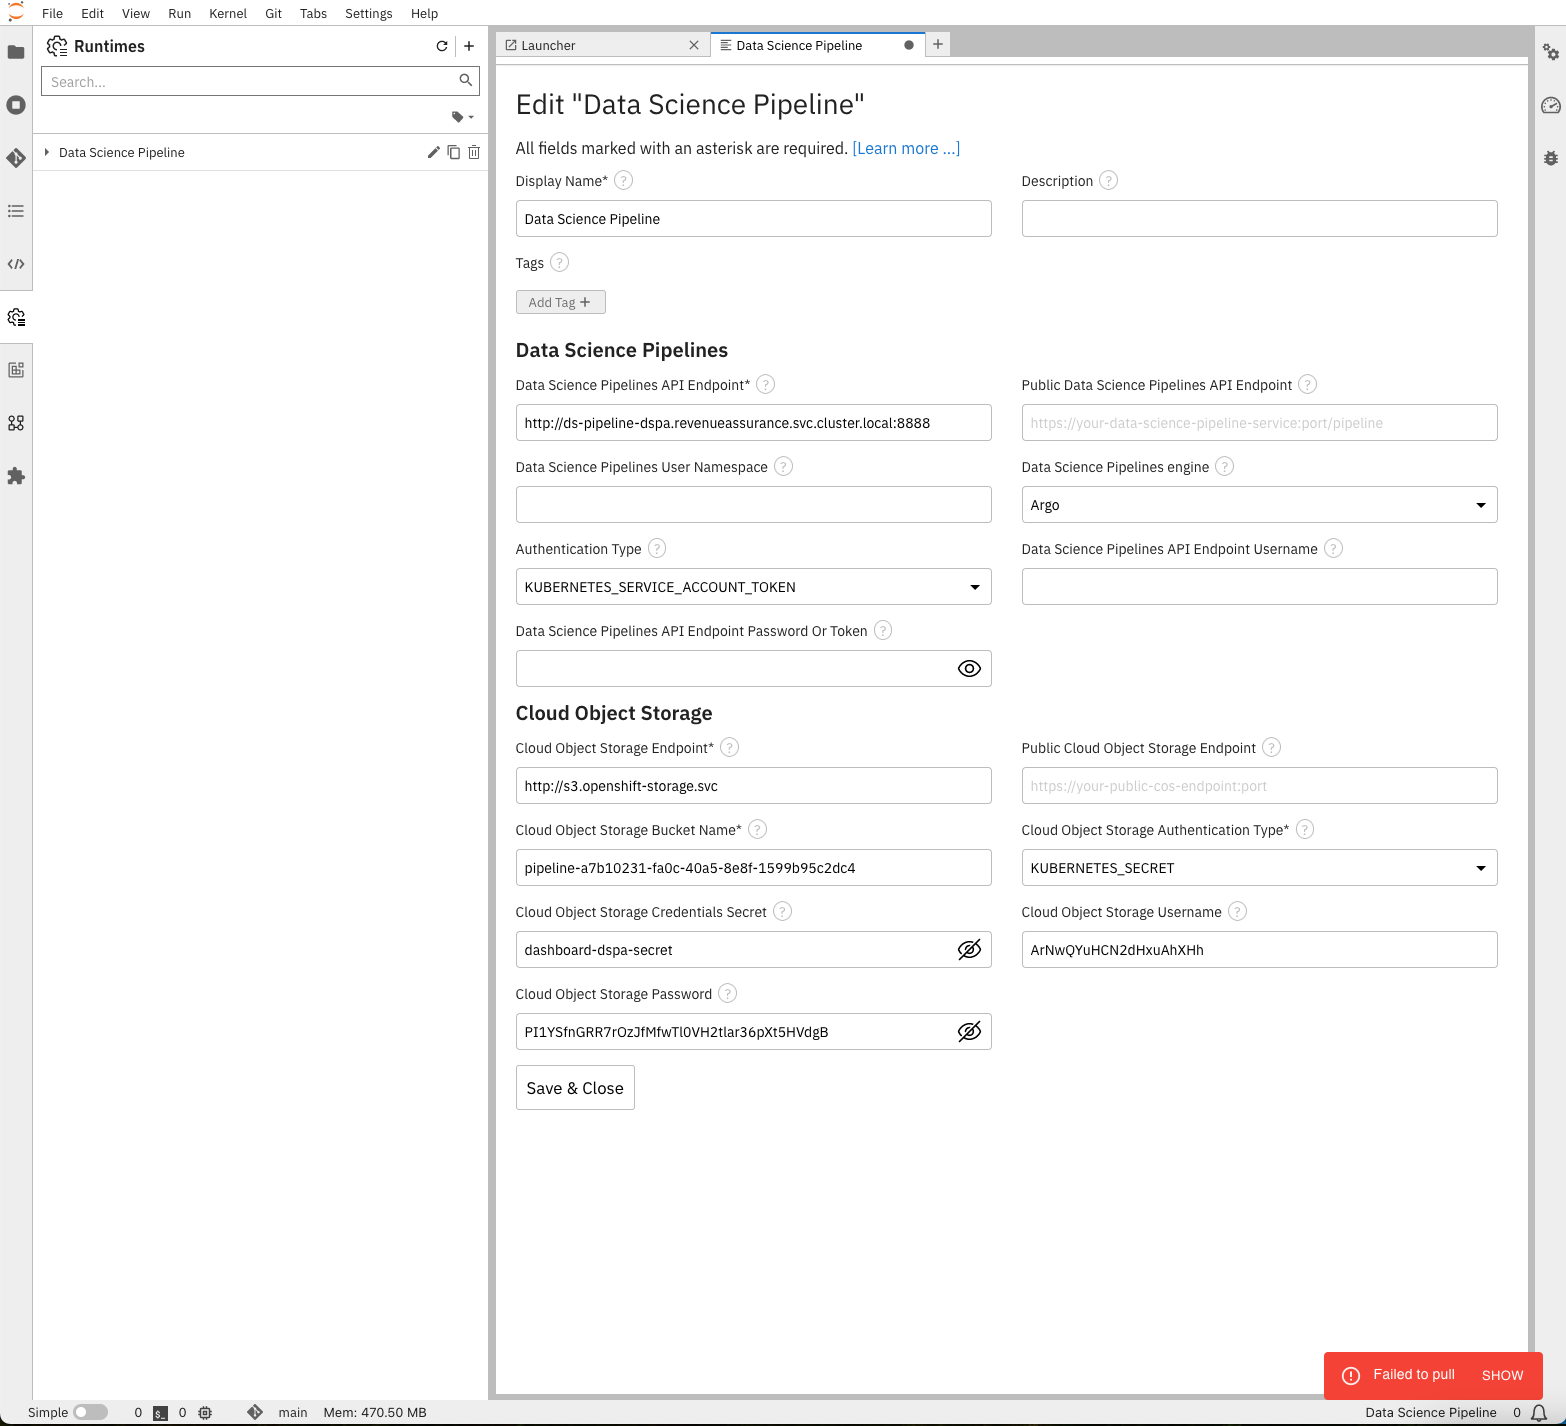 File Edit View Run Kernel Git Tabs Settings Help
Runtimes
Search...
Data Science Pipeline
Launcher
Data Science Pipeline
Edit "Data Science Pipeline"
All fields marked with an asterisk are required. [Learn more ...]
Display Name* ?
Description ?
Data Science Pipeline
Tags ?
Add Tag +
Data Science Pipelines
Data Science Pipelines API Endpoint* ?
Public Data Science Pipelines API Endpoint ?
http://ds-pipeline-dspa.revenueassurance.svc.cluster.local:8888
https://your-data-science-pipeline-service:port/pipeline
Data Science Pipelines User Namespace ?
Data Science Pipelines engine ?
Argo
Authentication Type ?
Data Science Pipelines API Endpoint Username ?
KUBERNETES_SERVICE_ACCOUNT_TOKEN
Data Science Pipelines API Endpoint Password Or Token ?
Cloud Object Storage
Cloud Object Storage Endpoint* ?
Public Cloud Object Storage Endpoint ?
http://s3.openshift-storage.svc
https://your-public-cos-endpoint:port
Cloud Object Storage Bucket Name* ?
Cloud Object Storage Authentication Type* ?
pipeline-a7b10231-fa0c-40a5-8e8f-1599b95c2dc4
KUBERNETES_SECRET
Cloud Object Storage Credentials Secret ?
Cloud Object Storage Username ?
dashboard-dspa-secret
ArNwQYuHCN2dHxuAhXHh
Cloud Object Storage Password ?
PI1YSfnGRR7rOzJfMfwTl0VH2tlar36pXt5HVdgB
Save & Close
Failed to pull SHOW
Simple 0 $_ 0 main Mem: 470.50 MB
Data Science Pipeline 0